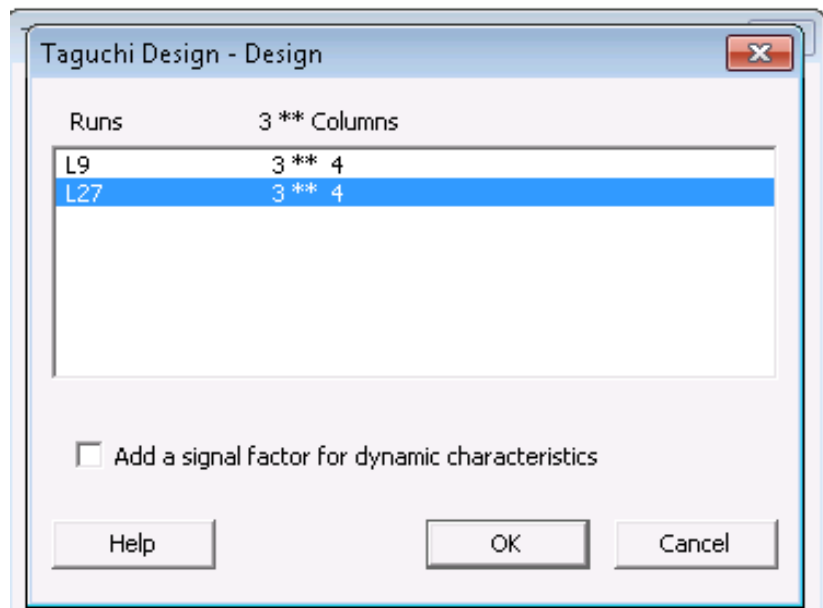 Taguchi Design - Design
Runs 3 ** Columns
L9 3 ** 4
L27 3 ** 4
Add a signal factor for dynamic characteristics
Help OK Cancel